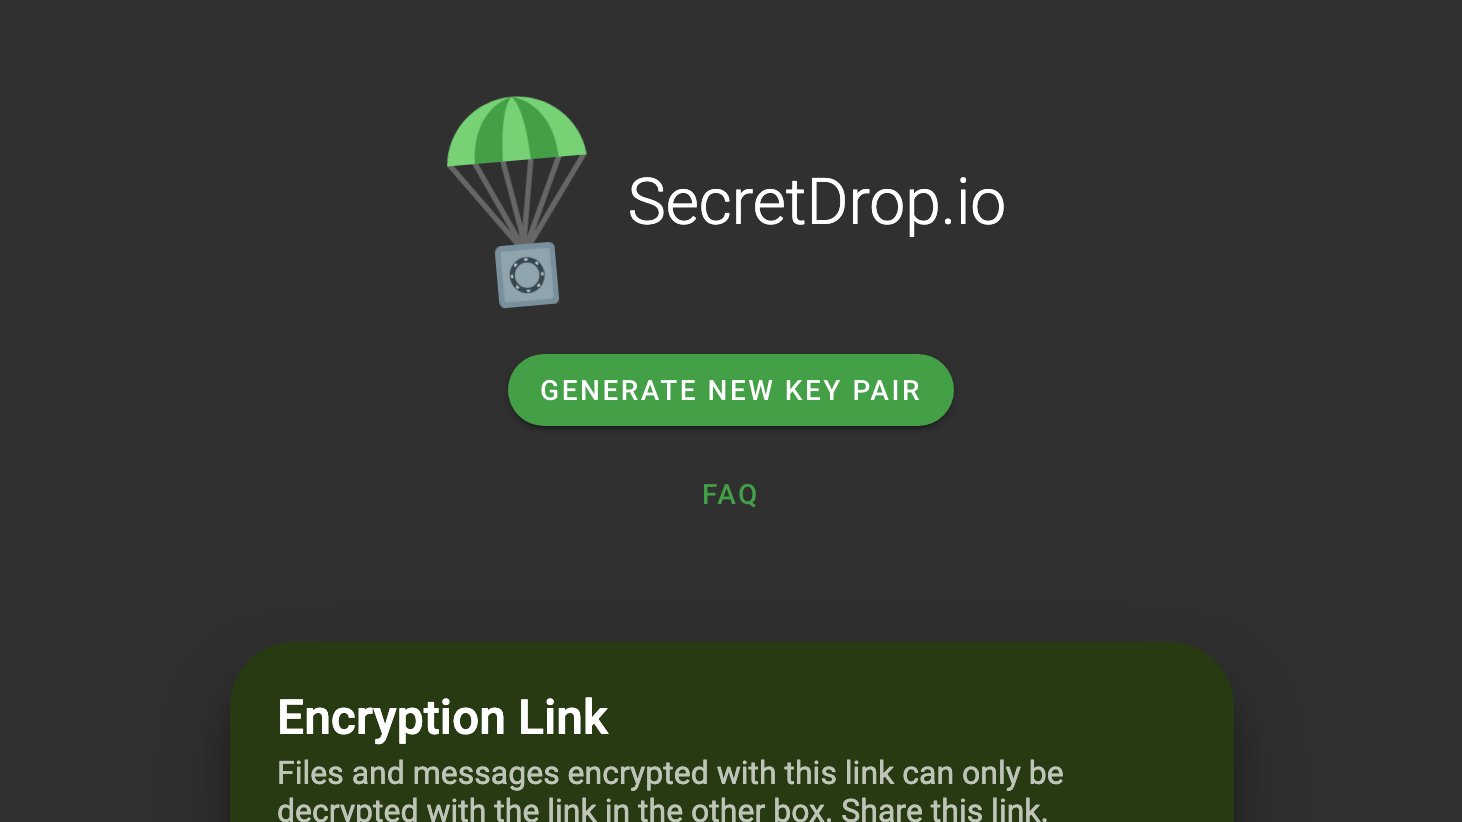 SecretDrop.io
GENERATE NEW KEY PAIR
FAQ
Encryption Link
Files and messages encrypted with this link can only be
decrypted with the link in the other box. Share this link.